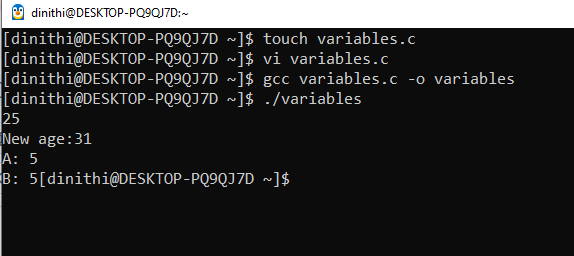 dinithi@DESKTOP-PQ9QJ7D:~
[dinithi@DESKTOP-PQ9QJ7D ~]$ touch variables.c
[dinithi@DESKTOP-PQ9QJ7D ~]$ vi variables.c
[dinithi@DESKTOP-PQ9QJ7D ~]$ gcc variables.c -o variables
[dinithi@DESKTOP-PQ9QJ7D ~]$ ./variables
25
New age:31
A: 5
B: 5[dinithi@DESKTOP-PQ9QJ7D ~]$